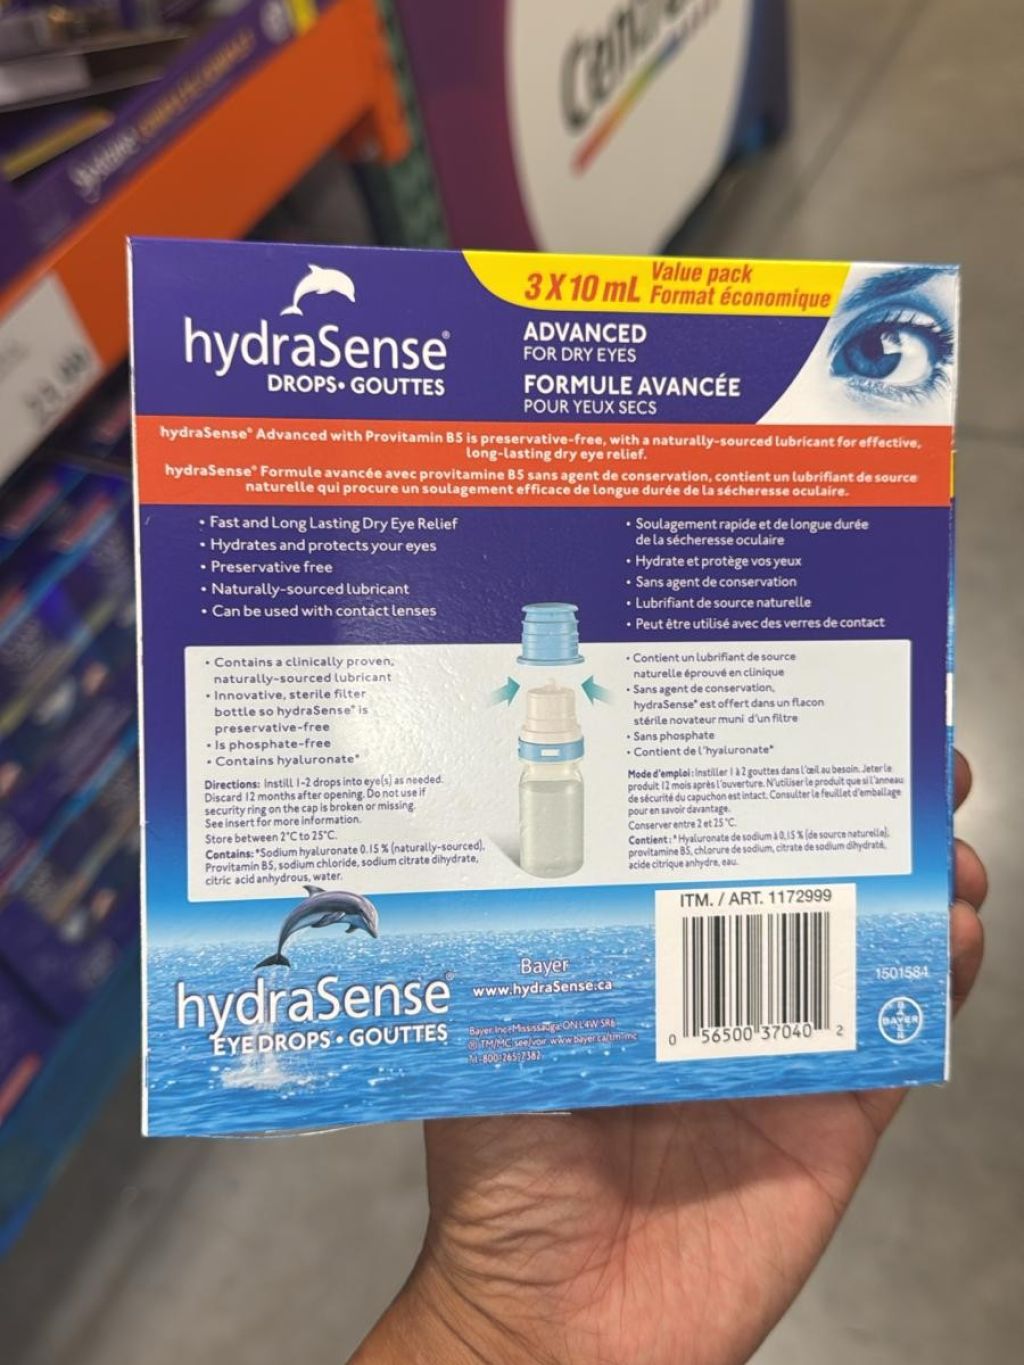 hydraSense®
DROPS • GOUTTES
3 X 10 mL
Value pack
Format économique
ADVANCED
FOR DRY EYES
FORMULE AVANCÉE
POUR YEUX SECS
hydraSense® Advanced with Provitamin B5 is preservative-free, with a naturally-sourced lubricant for effective,
long-lasting dry eye relief.
hydraSense® Formule avancée avec provitamine B5 sans agent de conservation, contient un lubrifiant de source
naturelle qui procure un soulagement efficace de longue durée de la sécheresse oculaire.
• Fast and Long Lasting Dry Eye Relief
• Hydrates and protects your eyes
• Preservative free
• Naturally-sourced lubricant
• Can be used with contact lenses
• Soulagement rapide et de longue durée
de la sécheresse oculaire
• Hydrate et protège vos yeux
• Sans agent de conservation
• Lubrifiant de source naturelle
• Peut être utilisé avec des verres de contact
• Contains a clinically proven,
naturally-sourced lubricant
• Innovative, sterile filter
bottle so hydraSense® is
preservative-free
• Is phosphate-free
• Contains hyaluronate*
Directions: Instill 1-2 drops into eye(s) as needed.
Discard 12 months after opening. Do not use if
security ring on the cap is broken or missing.
See insert for more information.
Store between 2°C to 25°C.
Contains: *Sodium hyaluronate 0.15 % (naturally-sourced),
Provitamin B5, sodium chloride, sodium citrate dihydrate,
citric acid anhydrous, water.
• Contient un lubrifiant de source
naturelle éprouvé en clinique
• Sans agent de conservation,
hydraSense® est offert dans un flacon
stérile novateur muni d'un filtre
• Sans phosphate
• Contient de l'hyaluronate*
Mode d'emploi : Instiller 1 à 2 gouttes dans l'œil au besoin. Jeter le
produit 12 mois après l'ouverture. N'utiliser le produit que si l'anneau
de sécurité du capuchon est intact. Consulter le feuillet d'emballage
pour en savoir davantage.
Conserver entre 2 et 25 °C.
Contient : * Hyaluronate de sodium à 0,15 % (de source naturelle),
provitamine B5, chlorure de sodium, citrate de sodium dihydraté,
acide citrique anhydre, eau.
hydraSense®
EYE DROPS • GOUTTES
Bayer
www.hydraSense.ca
Bayer Inc. Mississauga, ON L4W 5R6
® TM/MC see/voir www.bayer.ca/tm-mc
1-800-265-7382
ITM. / ART. 1172999
0 56500 37040 2
1501584
BAYER